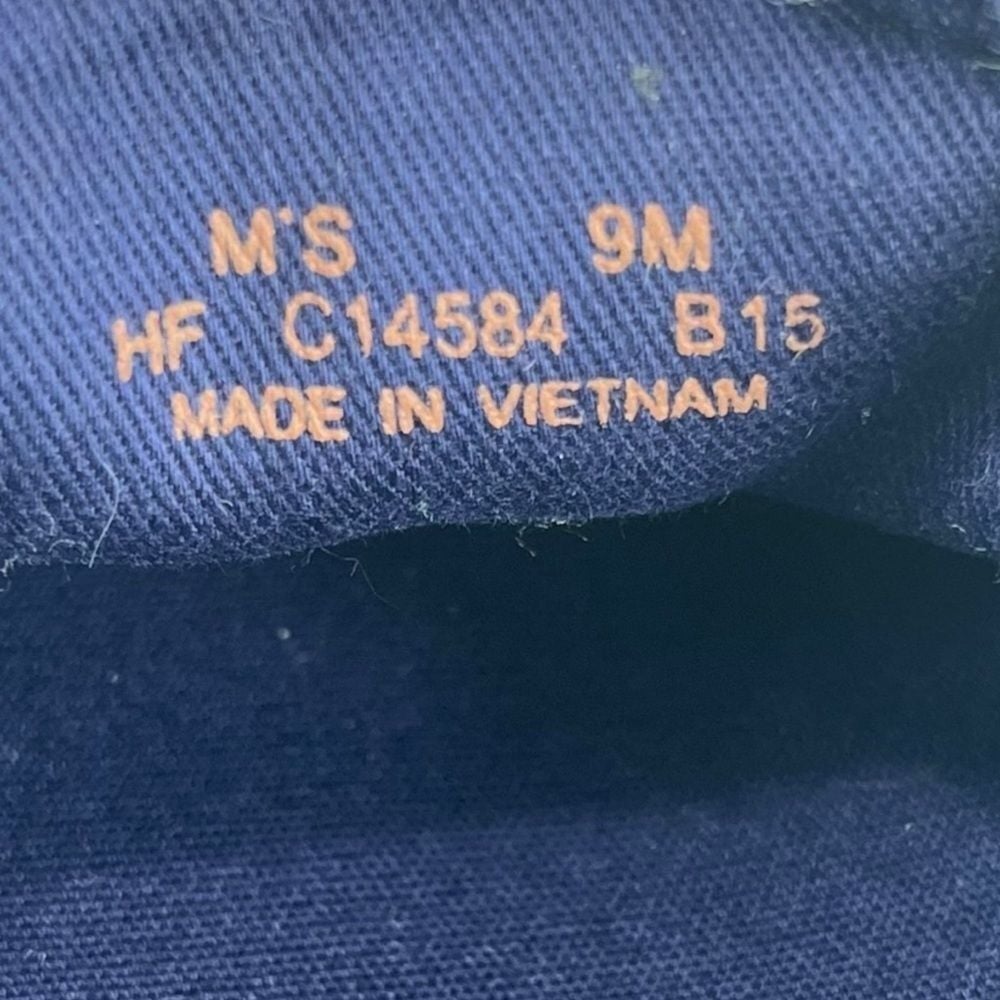 M'S 9M
HF C14584 B15
MADE IN VIETNAM